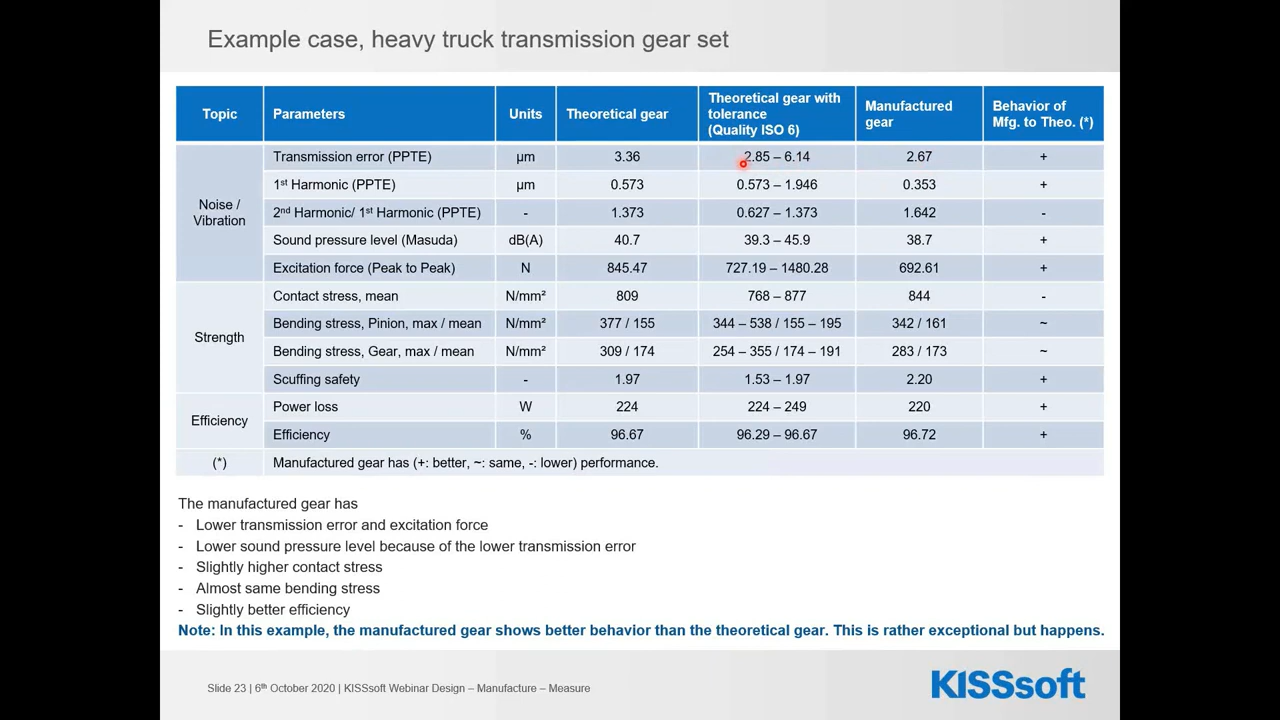 Example case, heavy truck transmission gear set
Topic Parameters Units Theoretical gear Theoretical gear with tolerance (Quality ISO 6) Manufactured gear Behavior of Mfg. to Theo. (*)
Noise / Vibration
Transmission error (PPTE) μm 3.36 2.85 – 6.14 2.67 +
1st Harmonic (PPTE) μm 0.573 0.573 – 1.946 0.353 +
2nd Harmonic/ 1st Harmonic (PPTE) - 1.373 0.627 – 1.373 1.642 -
Sound pressure level (Masuda) dB(A) 40.7 39.3 – 45.9 38.7 +
Excitation force (Peak to Peak) N 845.47 727.19 – 1480.28 692.61 +
Strength
Contact stress, mean N/mm² 809 768 – 877 844 -
Bending stress, Pinion, max / mean N/mm² 377 / 155 344 – 538 / 155 – 195 342 / 161 ~
Bending stress, Gear, max / mean N/mm² 309 / 174 254 – 355 / 174 – 191 283 / 173 ~
Scuffing safety - 1.97 1.53 – 1.97 2.20 +
Efficiency
Power loss W 224 224 – 249 220 +
Efficiency % 96.67 96.29 – 96.67 96.72 +
(*) Manufactured gear has (+: better, ~: same, -: lower) performance.
The manufactured gear has
- Lower transmission error and excitation force
- Lower sound pressure level because of the lower transmission error
- Slightly higher contact stress
- Almost same bending stress
- Slightly better efficiency
Note: In this example, the manufactured gear shows better behavior than the theoretical gear. This is rather exceptional but happens.
Slide 23 | 6th October 2020 | KISSsoft Webinar Design – Manufacture – Measure
KISSsoft